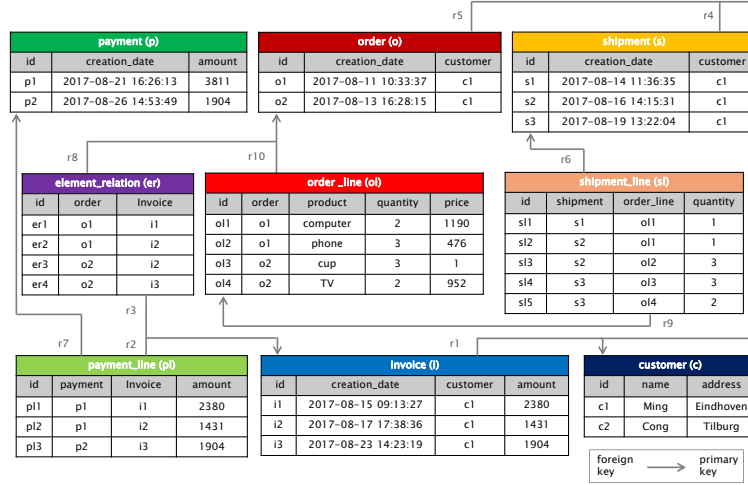 r5
r4
payment (p)
id creation_date amount
p1 2017-08-21 16:26:13 3811
p2 2017-08-26 14:53:49 1904
order (o)
id creation_date customer
o1 2017-08-11 10:33:37 c1
o2 2017-08-13 16:28:15 c1
shipment (s)
id creation_date customer
s1 2017-08-14 11:36:35 c1
s2 2017-08-16 14:15:31 c1
s3 2017-08-19 13:22:04 c1
r8
r10
r6
element_relation (er)
id order Invoice
er1 o1 i1
er2 o1 i2
er3 o2 i2
er4 o2 i3
order _line (ol)
id order product quantity price
ol1 o1 computer 2 1190
ol2 o1 phone 3 476
ol3 o2 cup 3 1
ol4 o2 TV 2 952
shipment_line (sl)
id shipment order_line quantity
sl1 s1 ol1 1
sl2 s2 ol1 1
sl3 s2 ol2 3
sl4 s3 ol3 3
sl5 s3 ol4 2
r3
r9
r7
r2
r1
payment_line (pl)
id payment Invoice amount
pl1 p1 i1 2380
pl2 p1 i2 1431
pl3 p2 i3 1904
invoice (i)
id creation_date customer amount
i1 2017-08-15 09:13:27 c1 2380
i2 2017-08-17 17:38:36 c1 1431
i3 2017-08-23 14:23:19 c1 1904
customer (c)
id name address
c1 Ming Eindhoven
c2 Cong Tilburg
foreign key
primary key